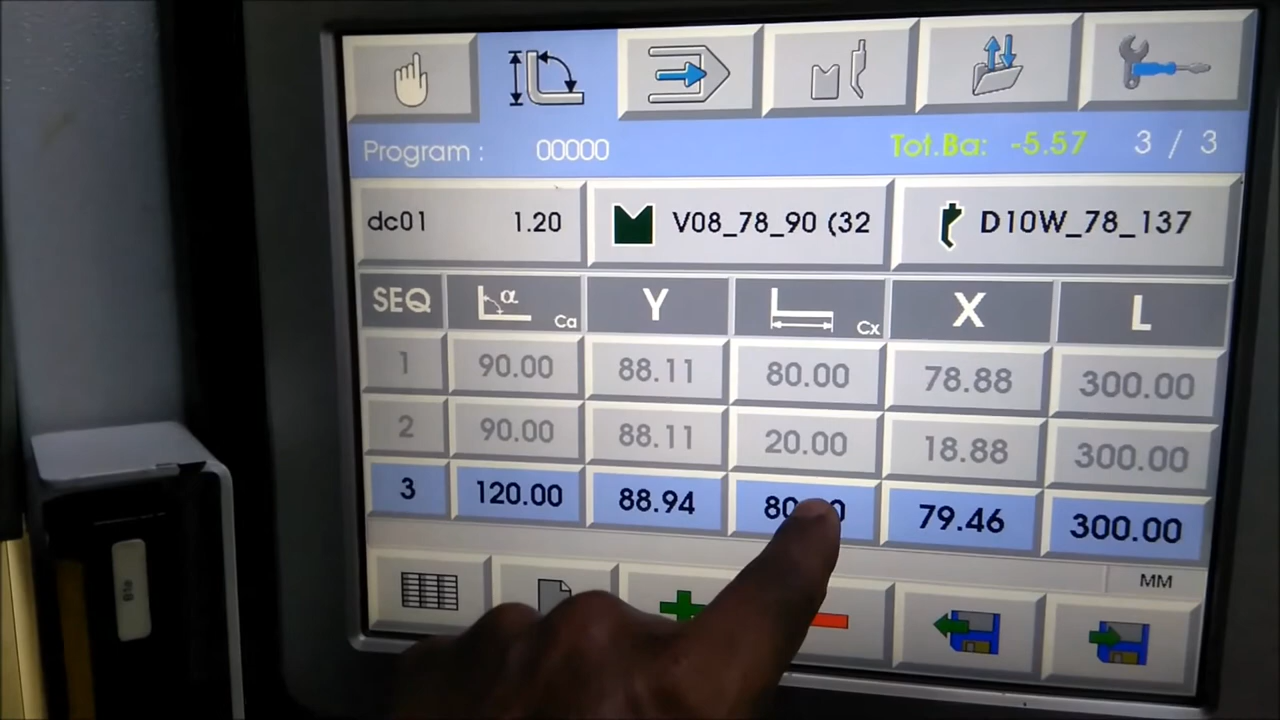 Program : 00000 Tot.Ba: -5.57 3 / 3
dc01 1.20 V08_78_90 (32 D10W_78_137
SEQ α Ca Y Cx X L
1 90.00 88.11 80.00 78.88 300.00
2 90.00 88.11 20.00 18.88 300.00
3 120.00 88.94 79.46 300.00
MM